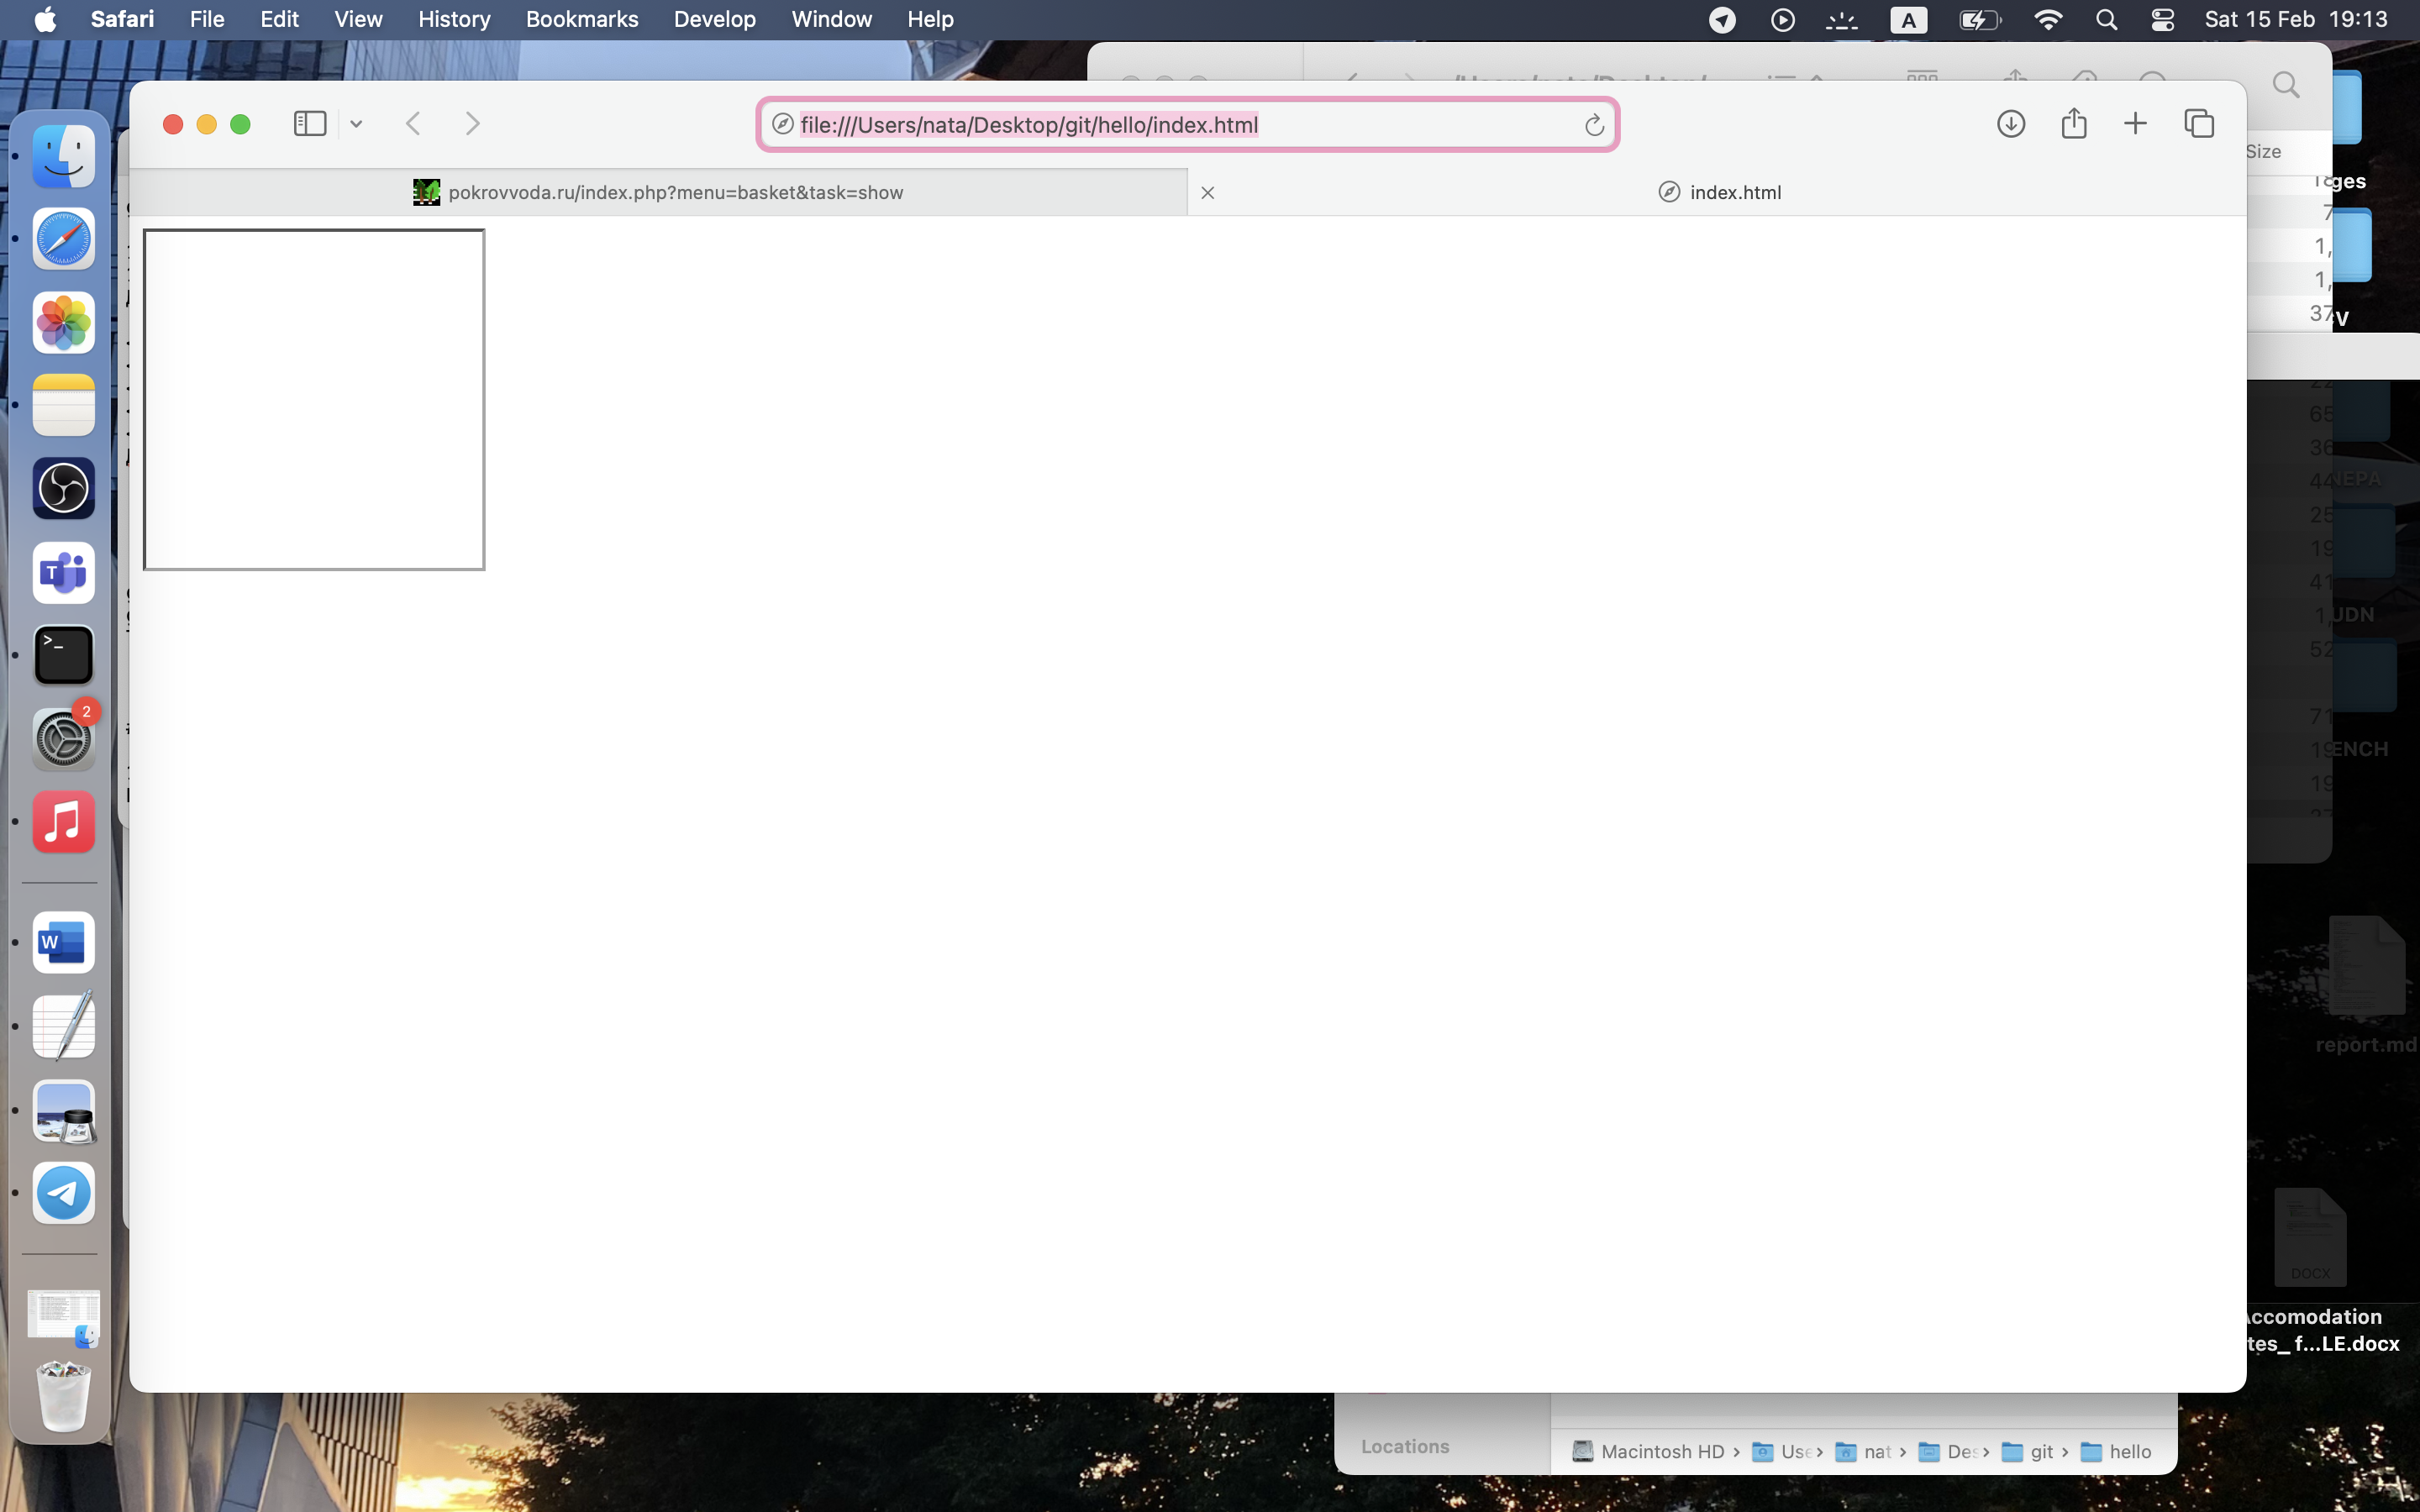 Safari File Edit View History Bookmarks Develop Window Help A Sat 15 Feb 19:13
file:///Users/nata/Desktop/git/hello/index.html
Size
pokrovvoda.ru/index.php?menu=basket&task=show
index.html
ges
7
1,
1,
37
V
65
36
44
NEPA
25
19
41
1,
UDN
52
T
>_
2
71
19
ENCH
19
W
report.md
DOCX
Accomodation
tes_f...LE.docx
Locations
Macintosh HD › Use › nat › Des › git › hello